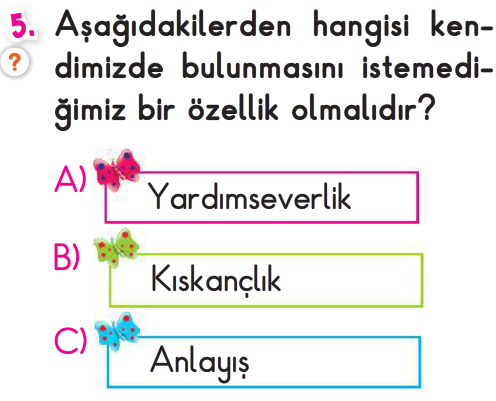 5. Aşağıdakilerden hangisi ken-
? dimizde bulunmasını istemedi-
ğimiz bir özellik olmalıdır?
A) Yardımseverlik
B) Kıskançlık
C) Anlayış